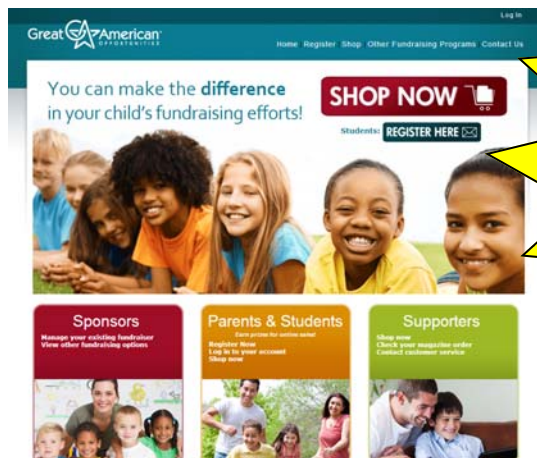 Log In
Great American
OPPORTUNITIES
Home Register Shop Other Fundraising Programs Contact Us
You can make the difference
in your child's fundraising efforts!
SHOP NOW
Students: REGISTER HERE
Sponsors
Manage your existing fundraiser
View other fundraising options
Parents & Students
Earn prizes for online sales!
Register Now
Log in to your account
Shop now
Supporters
Shop now
Check your magazine order
Contact customer service